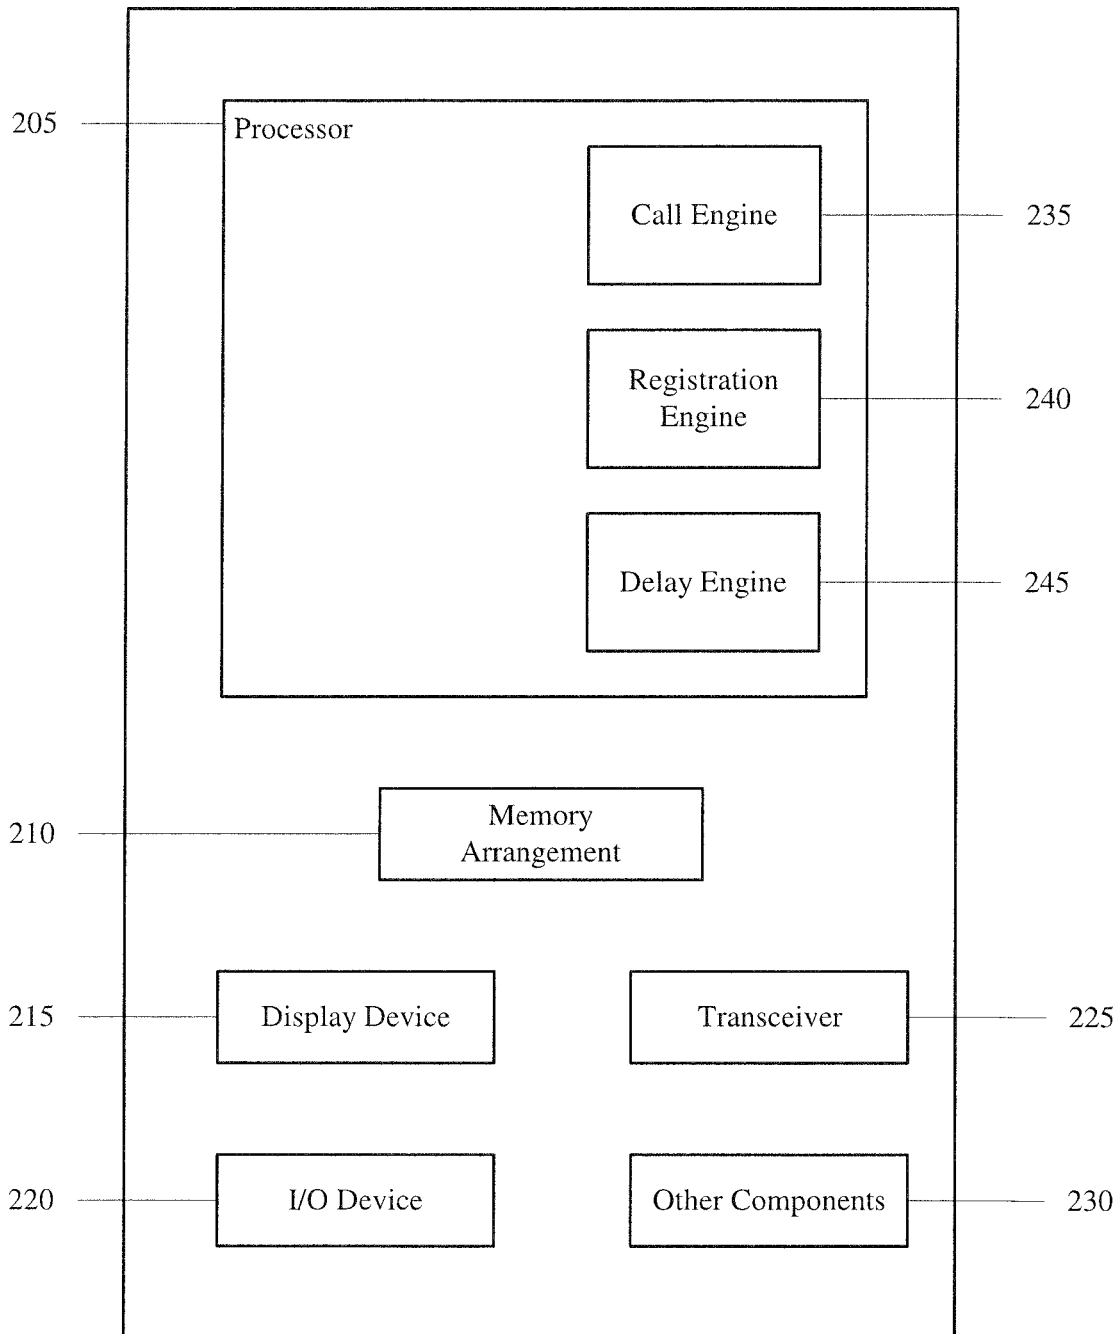 205
Processor
Call Engine
235
Registration
Engine
240
Delay Engine
245
210
Memory
Arrangement
215
Display Device
Transceiver
225
220
I/O Device
Other Components
230